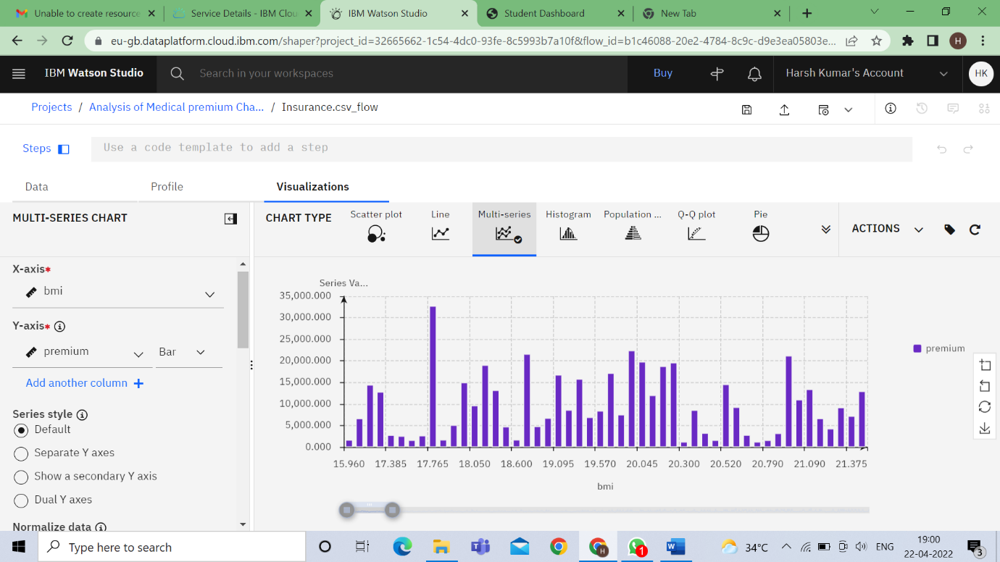 Unable to create resource
Service Details - IBM Clou
IBM Watson Studio
Student Dashboard
New Tab
eu-gb.dataplatform.cloud.ibm.com/shaper?project_id=32665662-1c54-4dc0-93fe-8c5993b7a10f&flow_id=b1c46088-20e2-4784-8c9c-d9e3ea05803e...
H
IBM Watson Studio
Search in your workspaces
Buy
Harsh Kumar's Account
HK
Projects / Analysis of Medical premium Cha... / Insurance.csv_flow
Steps
Use a code template to add a step
Data
Profile
Visualizations
MULTI-SERIES CHART
CHART TYPE
Scatter plot
Line
Multi-series
Histogram
Population ...
Q-Q plot
Pie
ACTIONS
X-axis*
bmi
Y-axis*
premium
Bar
Add another column +
Series style
Default
Separate Y axes
Show a secondary Y axis
Dual Y axes
Normalize data
Series Va...
35,000.000
30,000.000
25,000.000
20,000.000
15,000.000
10,000.000
5,000.000
0.000
15.960 17.385 17.765 18.050 18.600 19.095 19.570 20.045 20.300 20.520 20.790 21.090 21.375
bmi
premium
Type here to search
H
1
34°C
ENG
19:00
22-04-2022
3